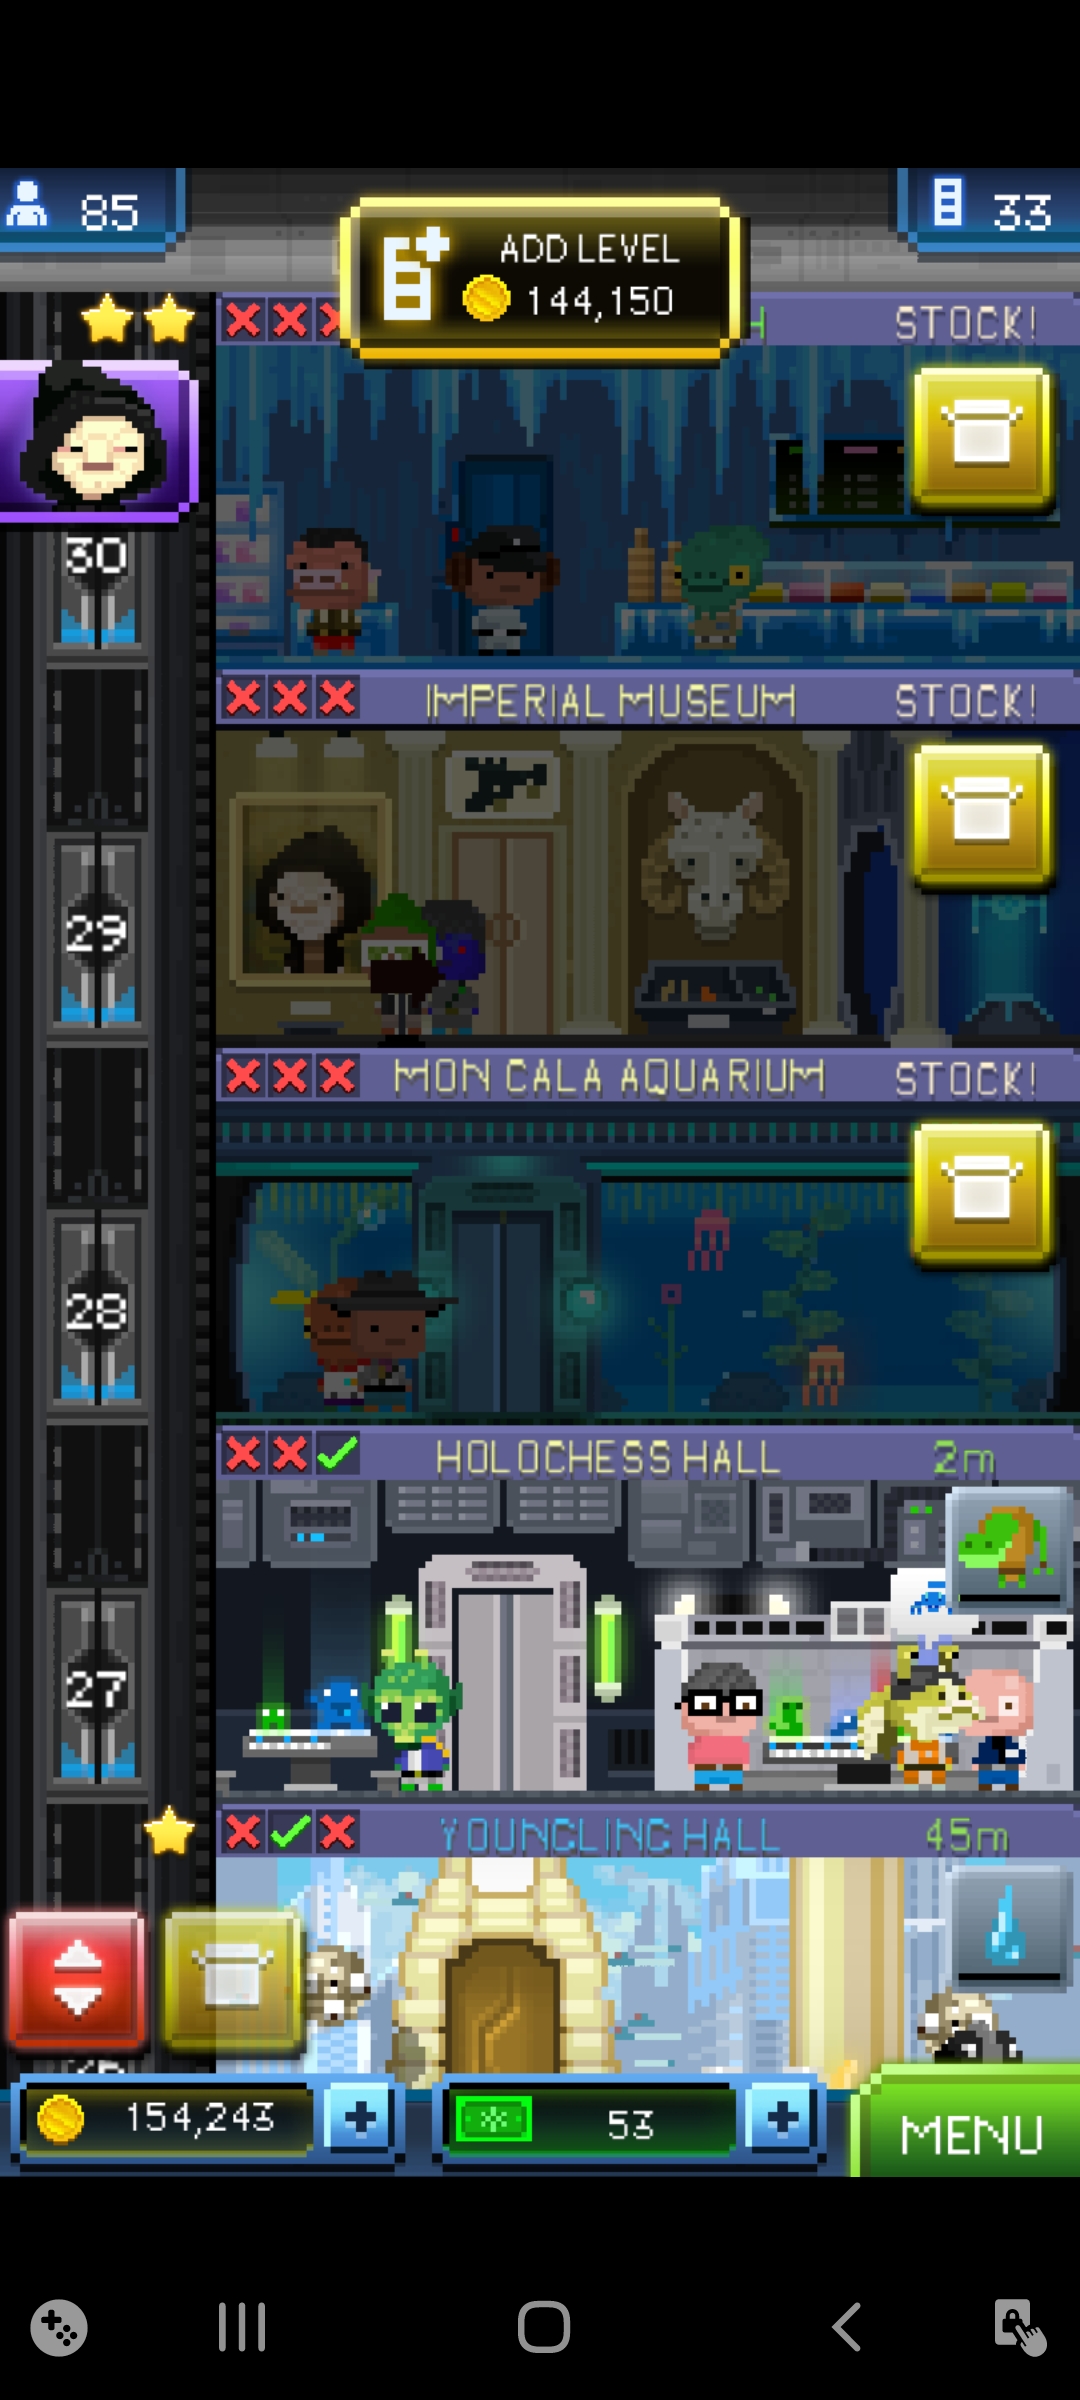 85
ADD LEVEL
144,150
33
STOCK!
30
IMPERIAL MUSEUM
STOCK!
29
MON CALA AQUARIUM
STOCK!
28
HOLOCHESS HALL
2m
27
YOUNGLING HALL
45m
154,243
53
MENU